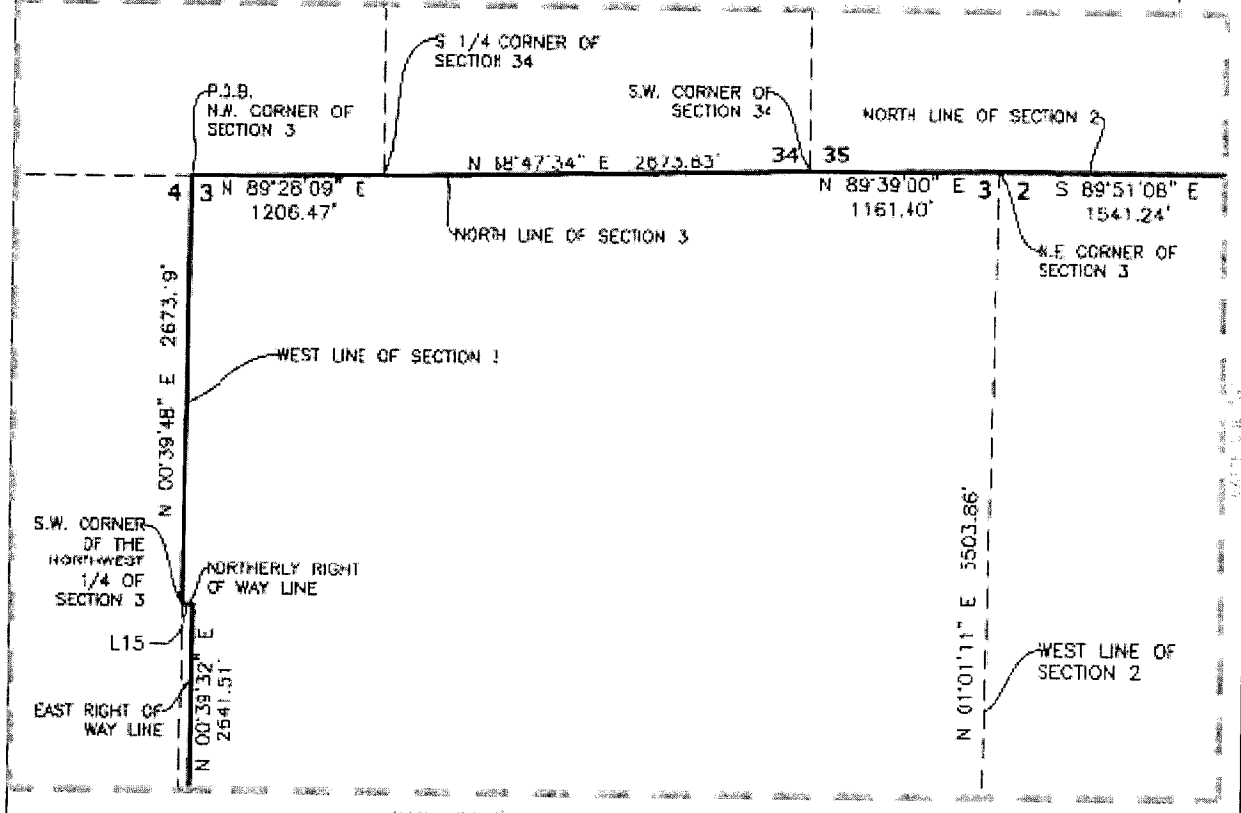 S 1/4 CORNER OF
SECTION 34
P.O.B.
N.W. CORNER OF
SECTION 3
S.W. CORNER OF
SECTION 34
NORTH LINE OF SECTION 2
N 88°47'34" E 2673.83'
34 35
4 3 N 89°26'09" E
1206.47'
N 89°39'00" E
1161.40'
3 2 S 89°51'08" E
1541.24'
NORTH LINE OF SECTION 3
N.E CORNER OF
SECTION 3
N 00°39'48" E
WEST LINE OF SECTION
S.W. CORNER
OF THE
NORTHWEST
1/4 OF
SECTION 3
NORTHERLY RIGHT
OF WAY LINE
L15
N 00°39'32" E
2641.51'
EAST RIGHT OF
WAY LINE
N 01°01'11" E 5503.86'
WEST LINE OF
SECTION 2